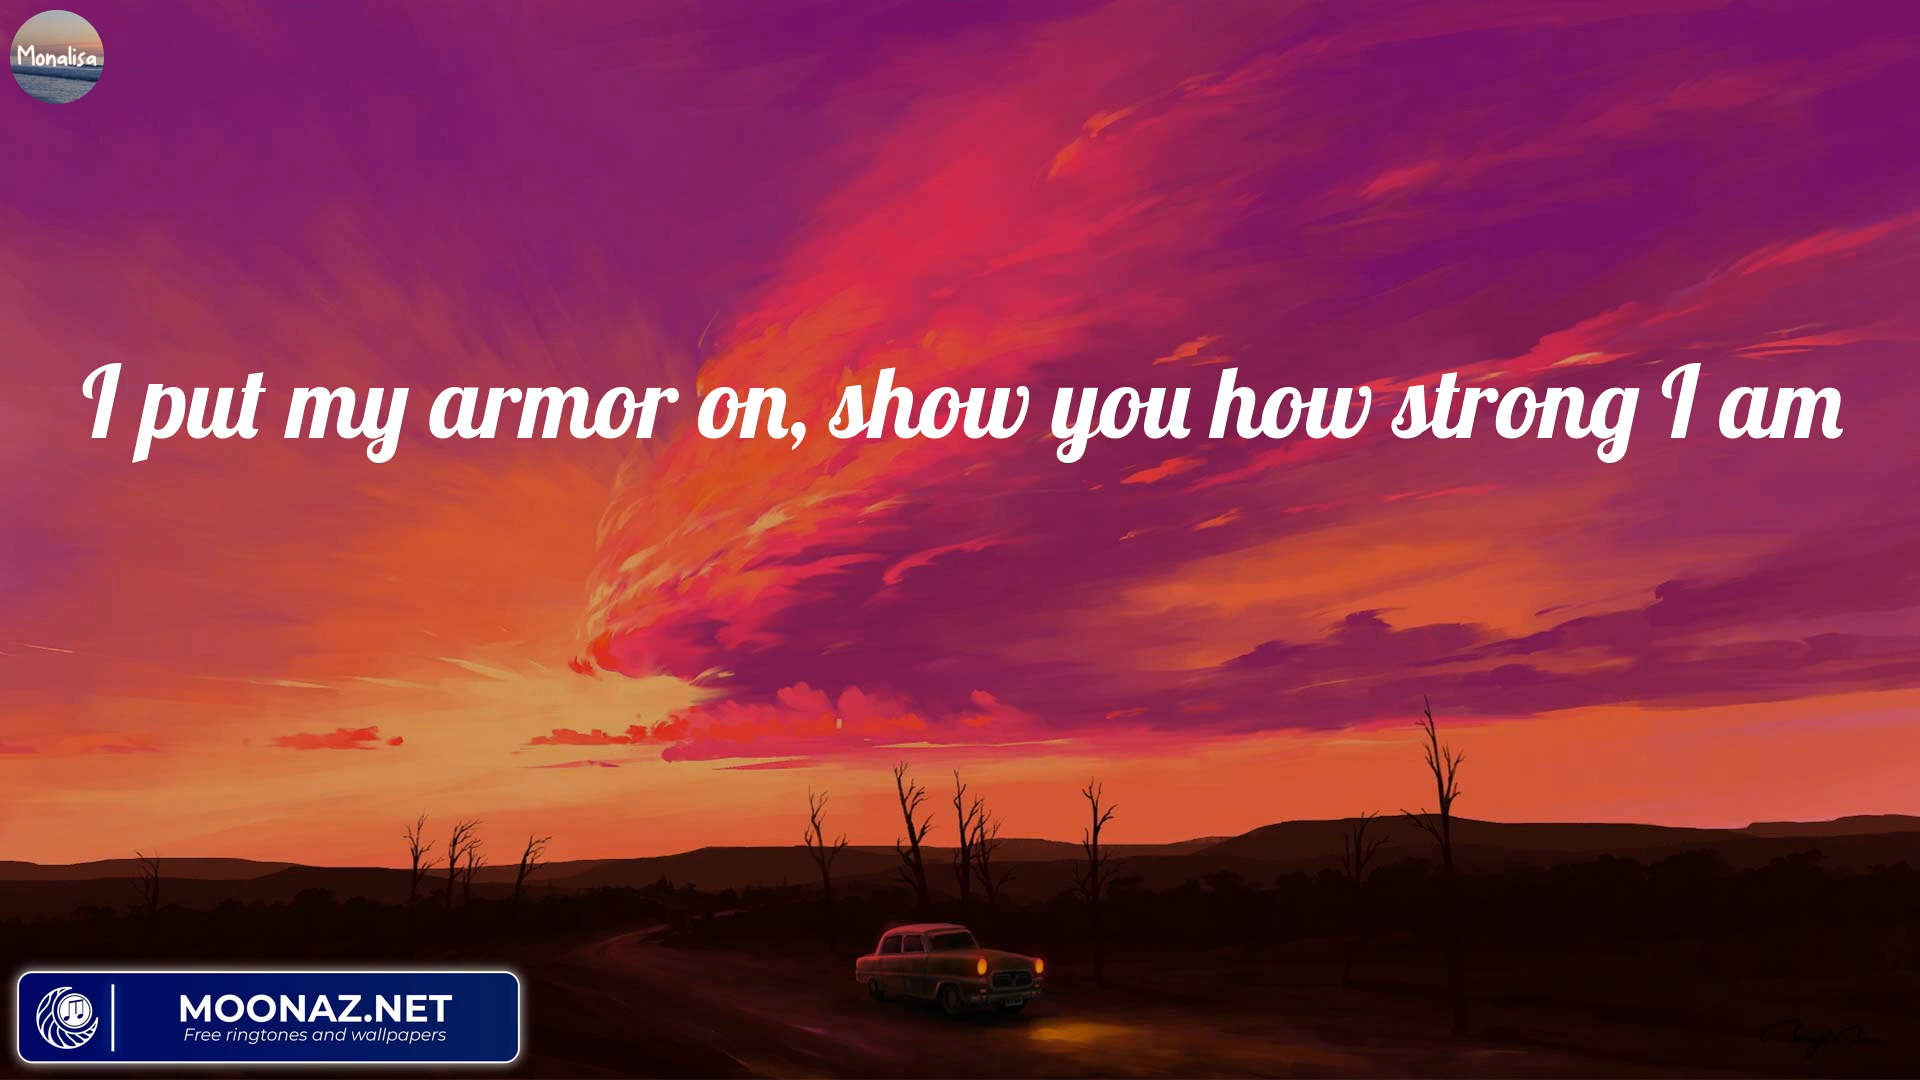 Monalisa
I put my armor on, show you how strong I am
MOONAZ.NET
Free ringtones and wallpapers